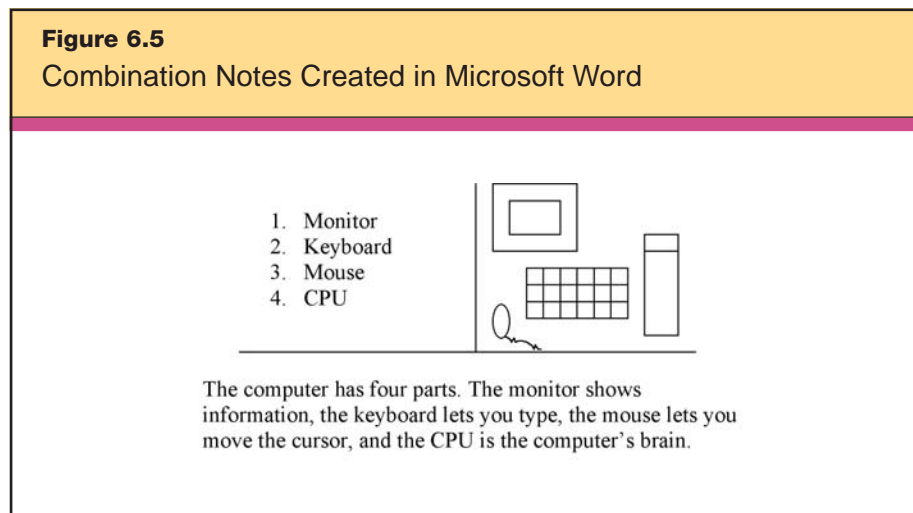 Figure 6.5
Combination Notes Created in Microsoft Word
1. Monitor
2. Keyboard
3. Mouse
4. CPU
The computer has four parts. The monitor shows
information, the keyboard lets you type, the mouse lets you
move the cursor, and the CPU is the computer's brain.